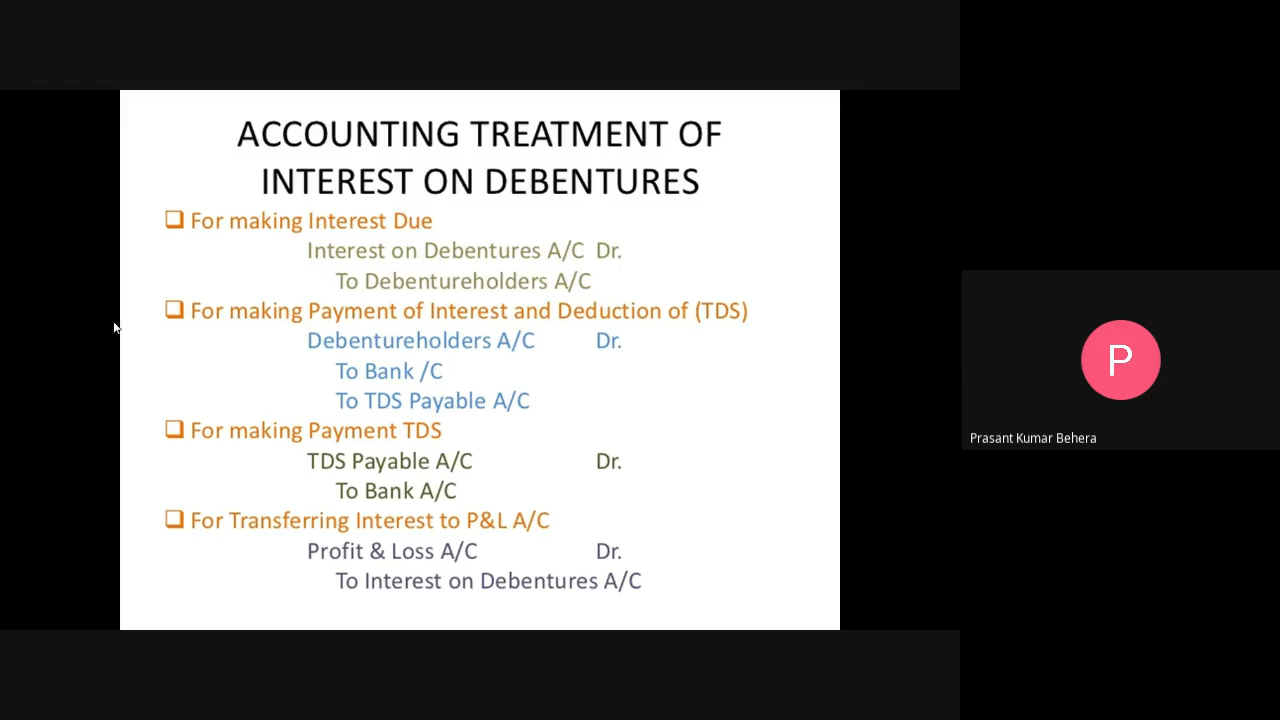 ACCOUNTING TREATMENT OF
INTEREST ON DEBENTURES
❑ For making Interest Due
Interest on Debentures A/C Dr.
To Debentureholders A/C
❑ For making Payment of Interest and Deduction of (TDS)
Debentureholders A/C Dr.
To Bank /C
To TDS Payable A/C
❑ For making Payment TDS
TDS Payable A/C Dr.
To Bank A/C
❑ For Transferring Interest to P&L A/C
Profit & Loss A/C Dr.
To Interest on Debentures A/C
P
Prasant Kumar Behera